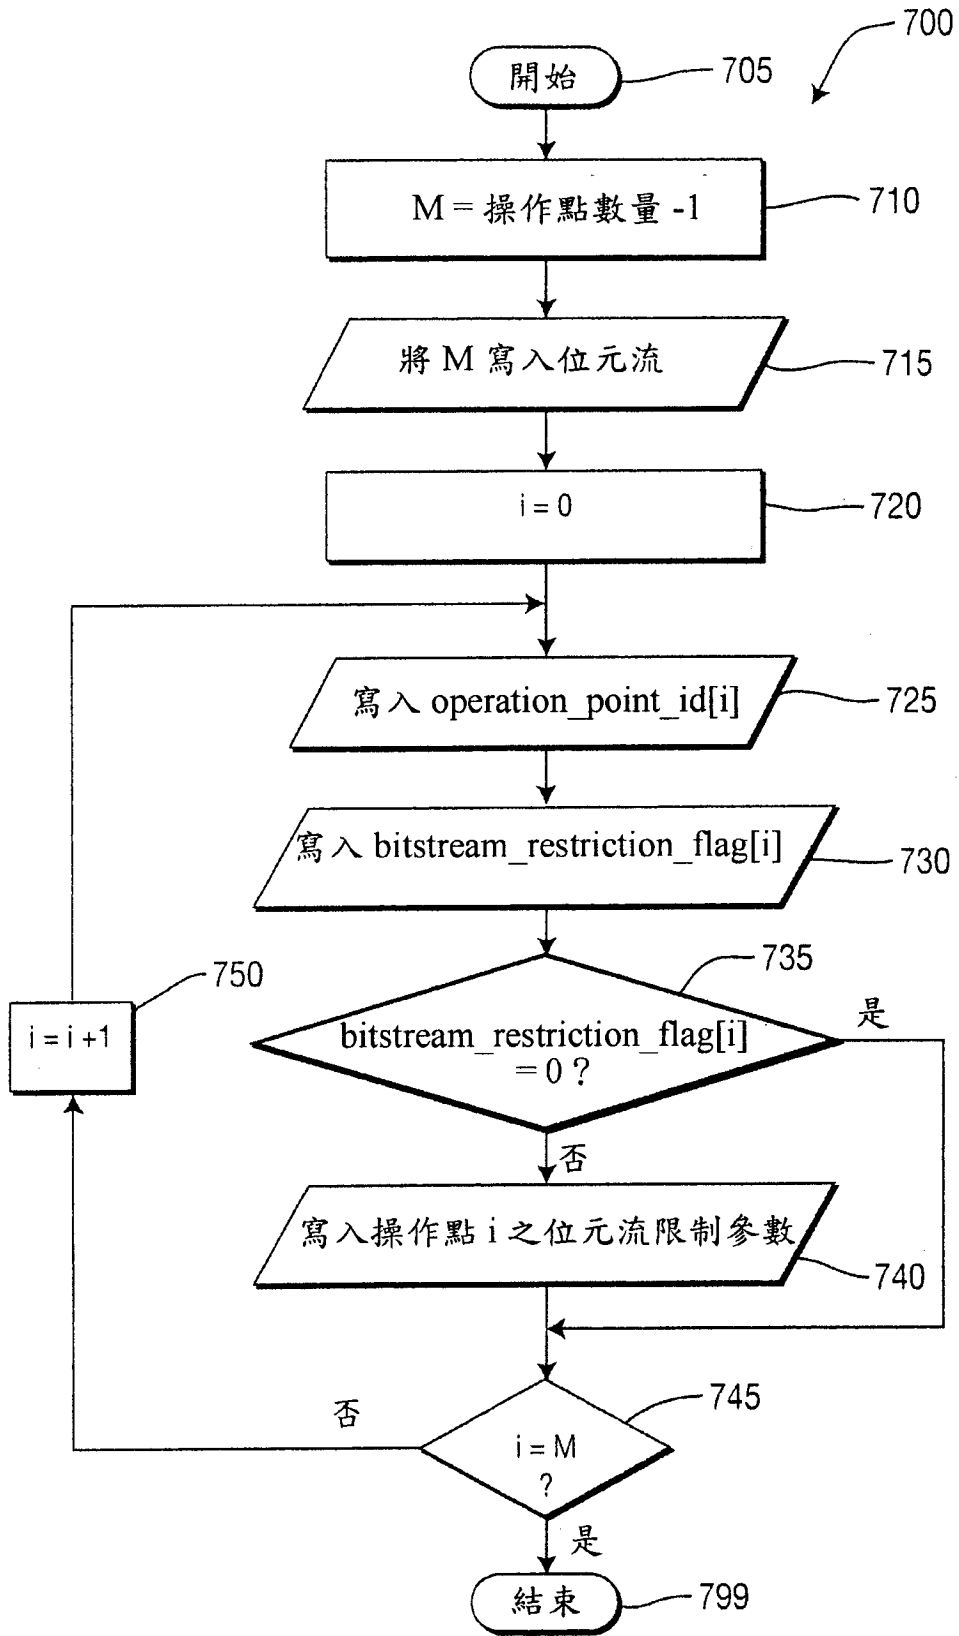 700
開始
705
M = 操作點數量 -1
710
將 M 寫入位元流
715
i = 0
720
寫入 operation_point_id[i]
725
寫入 bitstream_restriction_flag[i]
730
735
750
i = i +1
bitstream_restriction_flag[i]
= 0 ?
是
否
寫入操作點 i 之位元流限制參數
740
745
否
i = M
?
是
結束
799